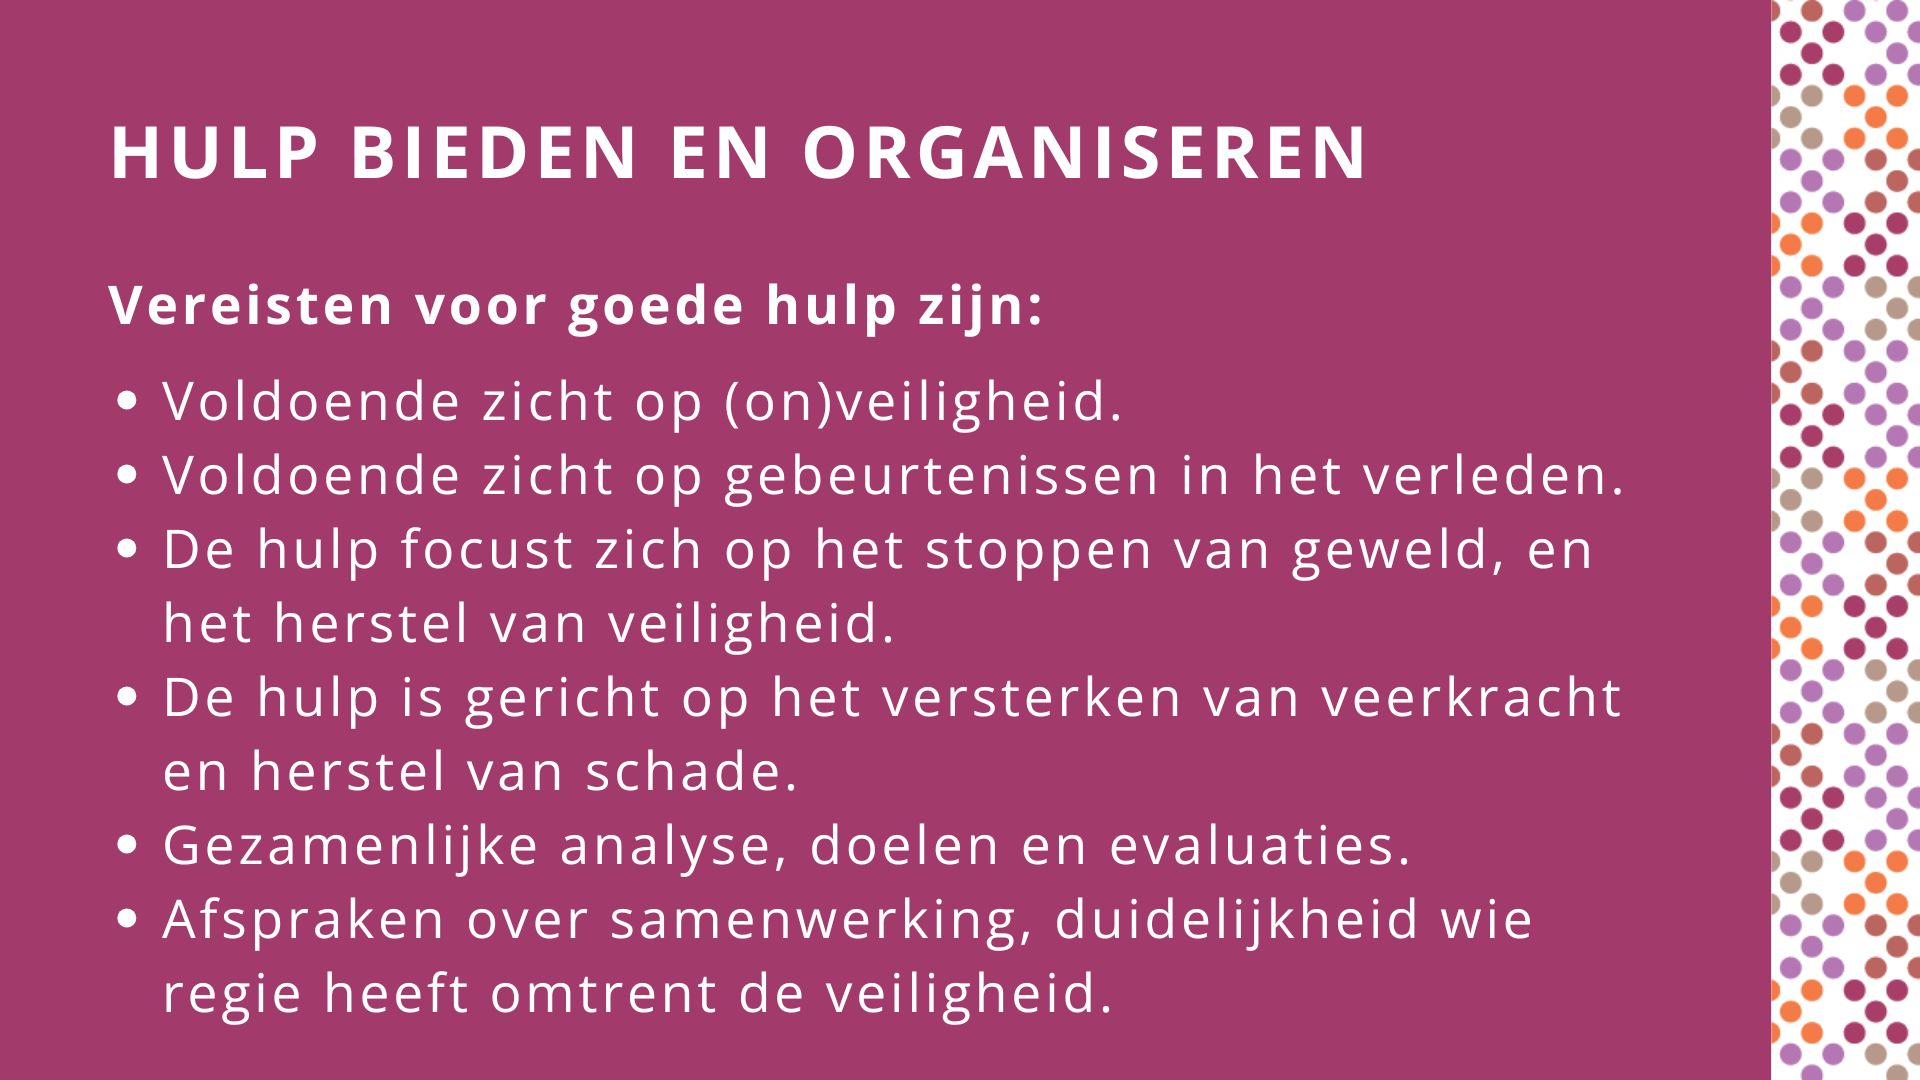 HULP BIEDEN EN ORGANISEREN
Vereisten voor goede hulp zijn:
• Voldoende zicht op (on)veiligheid.
• Voldoende zicht op gebeurtenissen in het verleden.
• De hulp focust zich op het stoppen van geweld, en
het herstel van veiligheid.
• De hulp is gericht op het versterken van veerkracht
en herstel van schade.
• Gezamenlijke analyse, doelen en evaluaties.
• Afspraken over samenwerking, duidelijkheid wie
regie heeft omtrent de veiligheid.